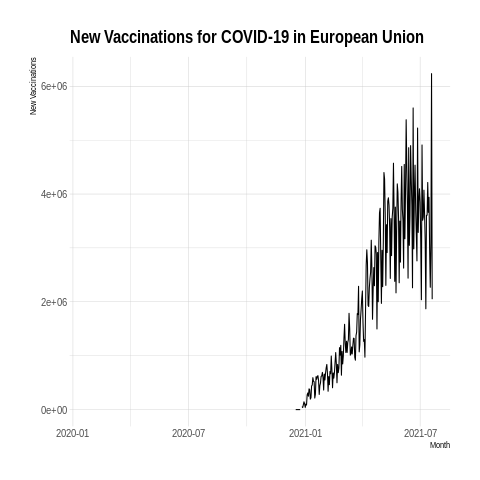 New Vaccinations for COVID-19 in European Union
New Vaccinations
6e+06
4e+06
2e+06
0e+00
2020-01 2020-07 2021-01 2021-07
Month